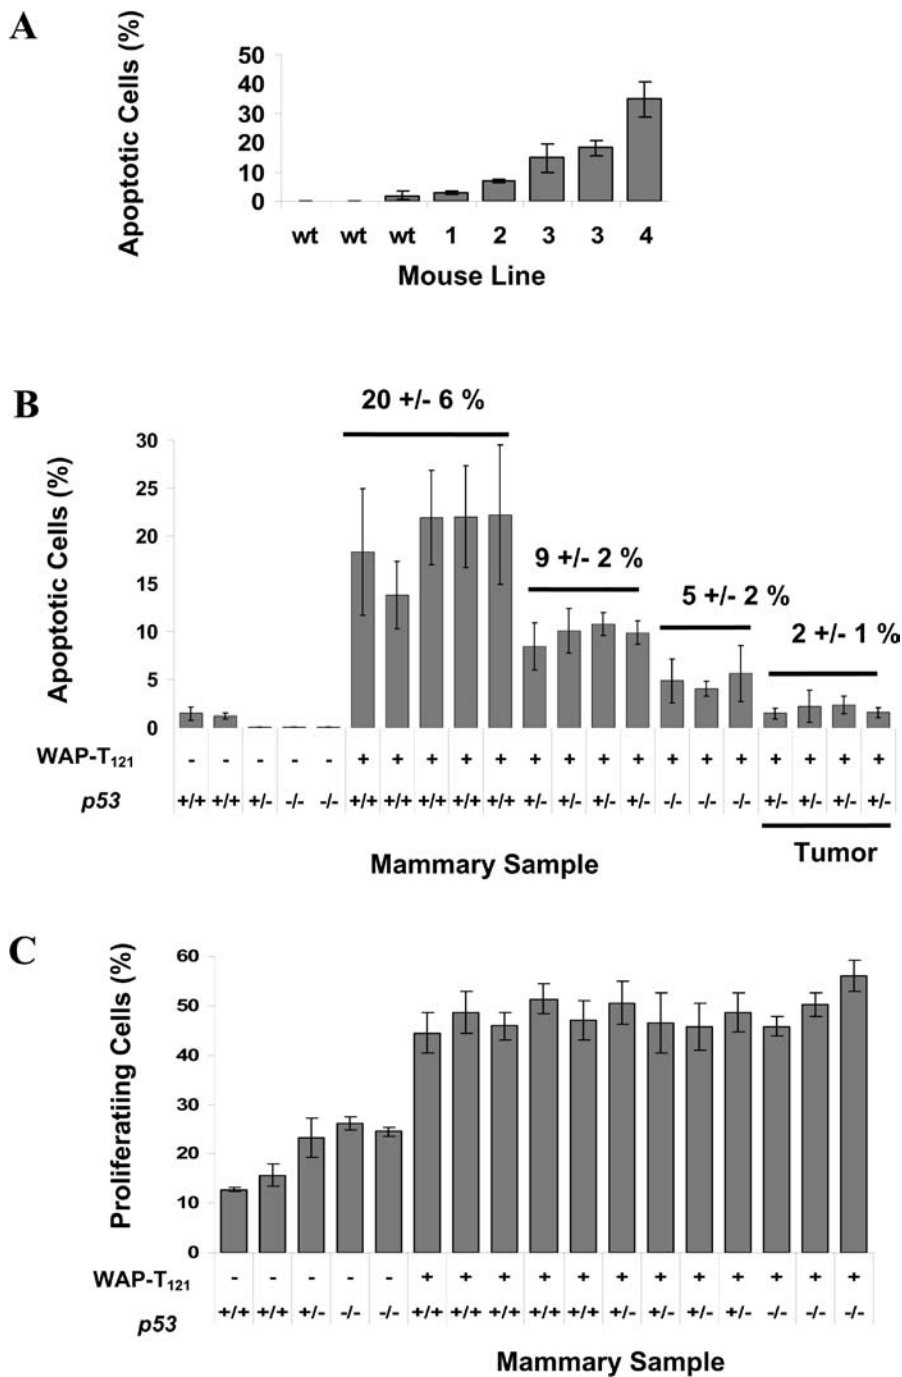 A
Apoptotic Cells (%)
50
40
30
20
10
0
wt wt wt 1 2 3 3 4
Mouse Line
B
20 +/- 6 %
9 +/- 2 %
5 +/- 2 %
2 +/- 1 %
Apoptotic Cells (%)
30
25
20
15
10
5
0
WAP-T121 - - - - - + + + + + + + + + + + + + + + +
p53 +/+ +/+ +/- -/- -/- +/+ +/+ +/+ +/+ +/+ +/- +/- +/- +/- -/- -/- -/- +/- +/- +/- +/-
Tumor
Mammary Sample
C
Proliferatiing Cells (%)
60
50
40
30
20
10
0
WAP-T121 - - - - - + + + + + + + + + + + +
p53 +/+ +/+ +/- -/- -/- +/+ +/+ +/+ +/+ +/+ +/- +/- +/- +/- -/- -/- -/-
Mammary Sample